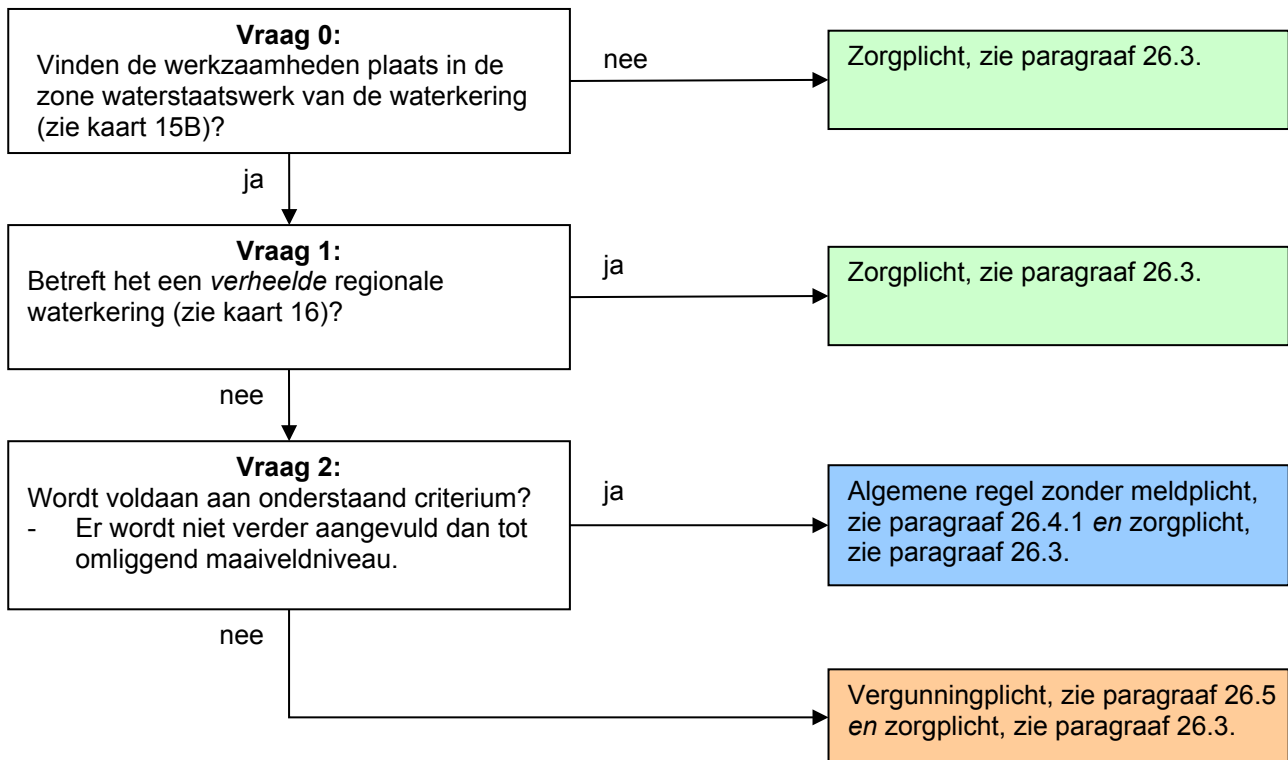 Vraag 0:
Vinden de werkzaamheden plaats in de
zone waterstaatswerk van de waterkering
(zie kaart 15B)?
nee
Zorgplicht, zie paragraaf 26.3.
ja
Vraag 1:
Betreft het een verheelde regionale
waterkering (zie kaart 16)?
ja
Zorgplicht, zie paragraaf 26.3.
nee
Vraag 2:
Wordt voldaan aan onderstaand criterium?
- Er wordt niet verder aangevuld dan tot
omliggend maaiveldniveau.
ja
Algemene regel zonder meldplicht,
zie paragraaf 26.4.1 en zorgplicht,
zie paragraaf 26.3.
nee
Vergunningplicht, zie paragraaf 26.5
en zorgplicht, zie paragraaf 26.3.